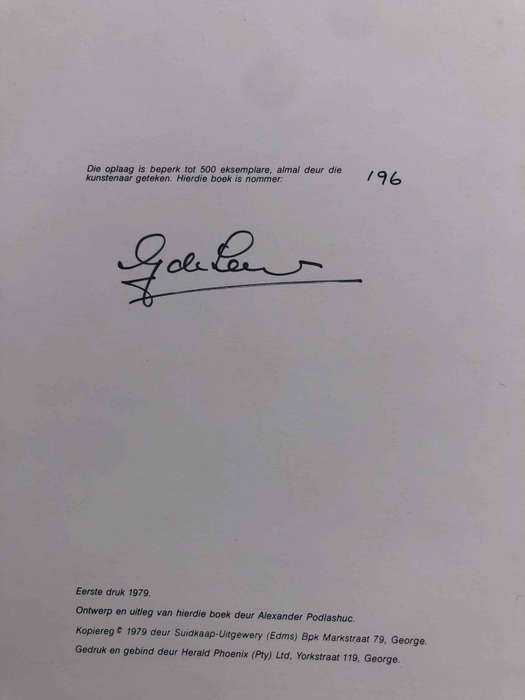 Die oplaag is beperk tot 500 eksemplare, almal deur die
kunstenaar geteken. Hierdie boek is nommer: 196
Eerste druk 1979.
Ontwerp en uitleg van hierdie boek deur Alexander Podlashuc.
Kopiereg © 1979 deur Suidkaap-Uitgewery (Edms) Bpk Markstraat 79, George.
Gedruk en gebind deur Herald Phoenix (Pty) Ltd, Yorkstraat 119, George.